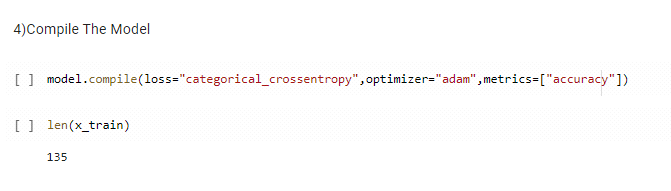 4)Compile The Model
[ ] model.compile(loss="categorical_crossentropy",optimizer="adam",metrics=["accuracy"])
[ ] len(x_train)
135